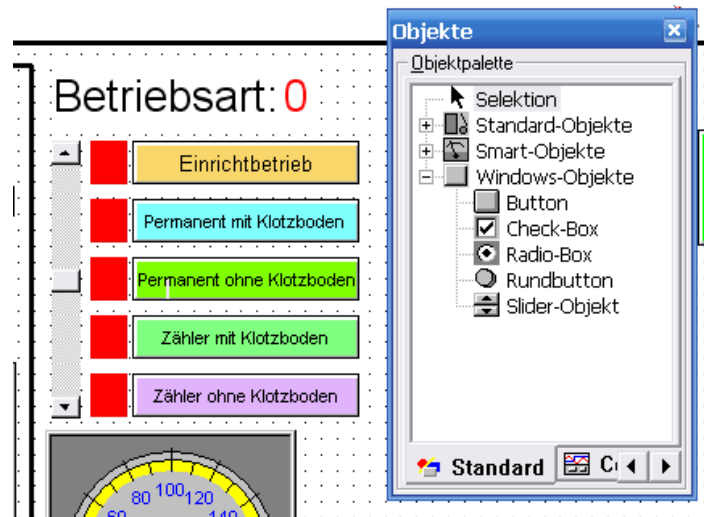 Betriebsart: 0
Einrichtbetrieb
Permanent mit Klotzboden
Permanent ohne Klotzboden
Zähler mit Klotzboden
Zähler ohne Klotzboden
80 100 120
Objekte
Objektpalette
Selektion
Standard-Objekte
Smart-Objekte
Windows-Objekte
Button
Check-Box
Radio-Box
Rundbutton
Slider-Objekt
Standard